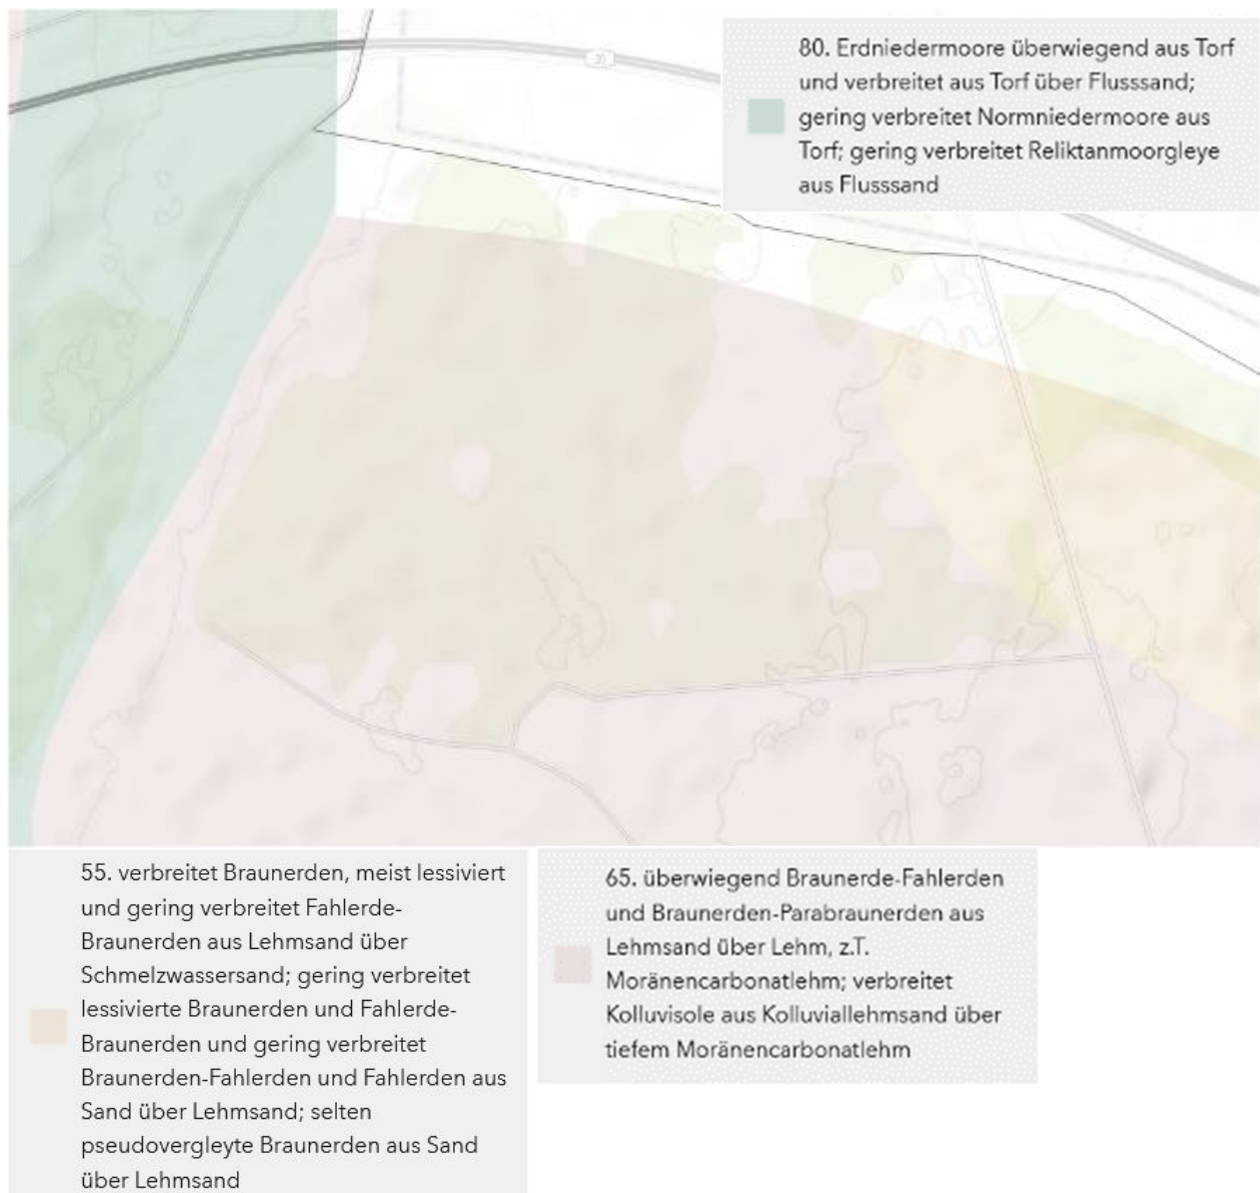 80. Erdniedermoore überwiegend aus Torf
und verbreitet aus Torf über Flusssand;
gering verbreitet Normniedermoore aus
Torf; gering verbreitet Reliktanmoorgleye
aus Flusssand
55. verbreitet Braunerden, meist lessiviert
und gering verbreitet Fahlerde-
Braunerden aus Lehmsand über
Schmelzwassersand; gering verbreitet
lessivierte Braunerden und Fahlerde-
Braunerden und gering verbreitet
Braunerden-Fahlerden und Fahlerden aus
Sand über Lehmsand; selten
pseudovergleyte Braunerden aus Sand
über Lehmsand
65. überwiegend Braunerde-Fahlerden
und Braunerden-Parabraunerden aus
Lehmsand über Lehm, z.T.
Moränencarbonatlehm; verbreitet
Kolluvisole aus Kolluviallehmsand über
tiefem Moränencarbonatlehm